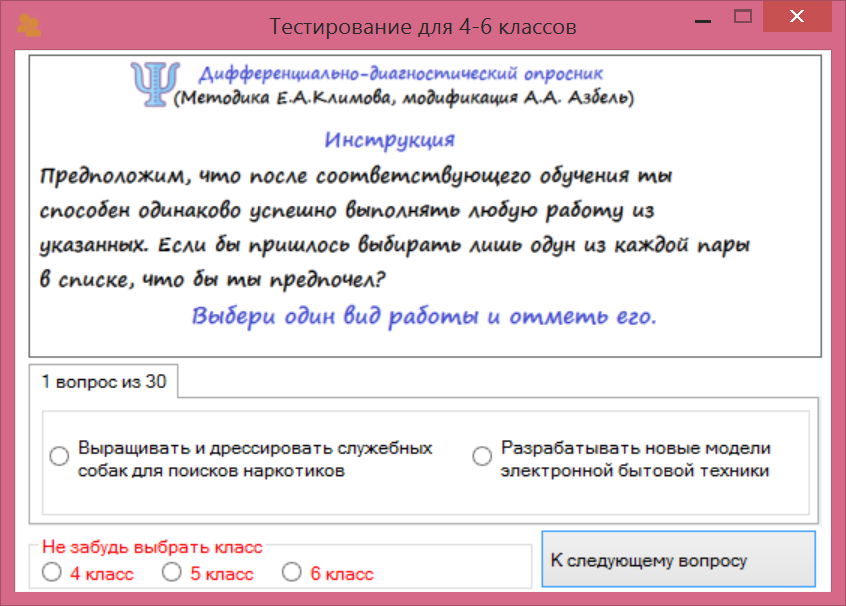 Тестирование для 4-6 классов
Дифференциально-диагностический опросник
(Методика Е.А.Климова, модификация А.А. Азбель)
Инструкция
Предположим, что после соответствующего обучения ты
способен одинаково успешно выполнять любую работу из
указанных. Если бы пришлось выбирать лишь одун из каждой пары
в списке, что бы ты предпочел?
Выбери один вид работы и отметь его.
1 вопрос из 30
Выращивать и дрессировать служебных
собак для поисков наркотиков
Разрабатывать новые модели
электронной бытовой техники
Не забудь выбрать класс
4 класс 5 класс 6 класс
К следующему вопросу